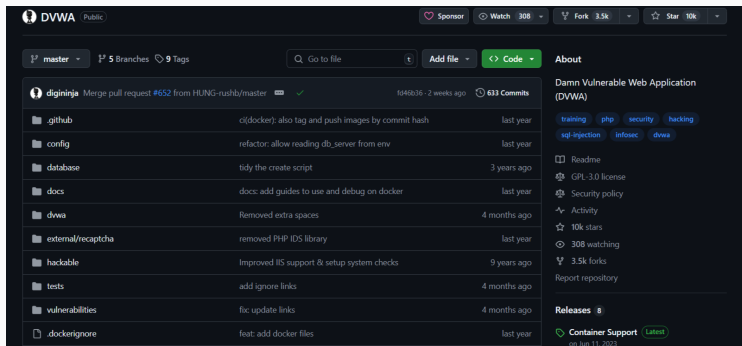 DVWA Public
Sponsor Watch 308 Fork 3.5k Star 10k
master 5 Branches 9 Tags Go to file t Add file <> Code
digininja Merge pull request #652 from HUNG-rushb/master fd46b36 · 2 weeks ago 633 Commits
.github ci(docker): also tag and push images by commit hash last year
config refactor: allow reading db_server from env last year
database tidy the create script 3 years ago
docs docs: add guides to use and debug on docker last year
dvwa Removed extra spaces 4 months ago
external/recaptcha removed PHP IDS library last year
hackable Improved IIS support & setup system checks 9 years ago
tests add ignore links 4 months ago
vulnerabilities fix: update links 4 months ago
.dockerignore feat: add docker files last year
About
Damn Vulnerable Web Application
(DVWA)
training php security hacking
sql-injection infosec dvwa
Readme
GPL-3.0 license
Security policy
Activity
10k stars
308 watching
3.5k forks
Report repository
Releases 8
Container Support Latest
on Jun 11, 2023